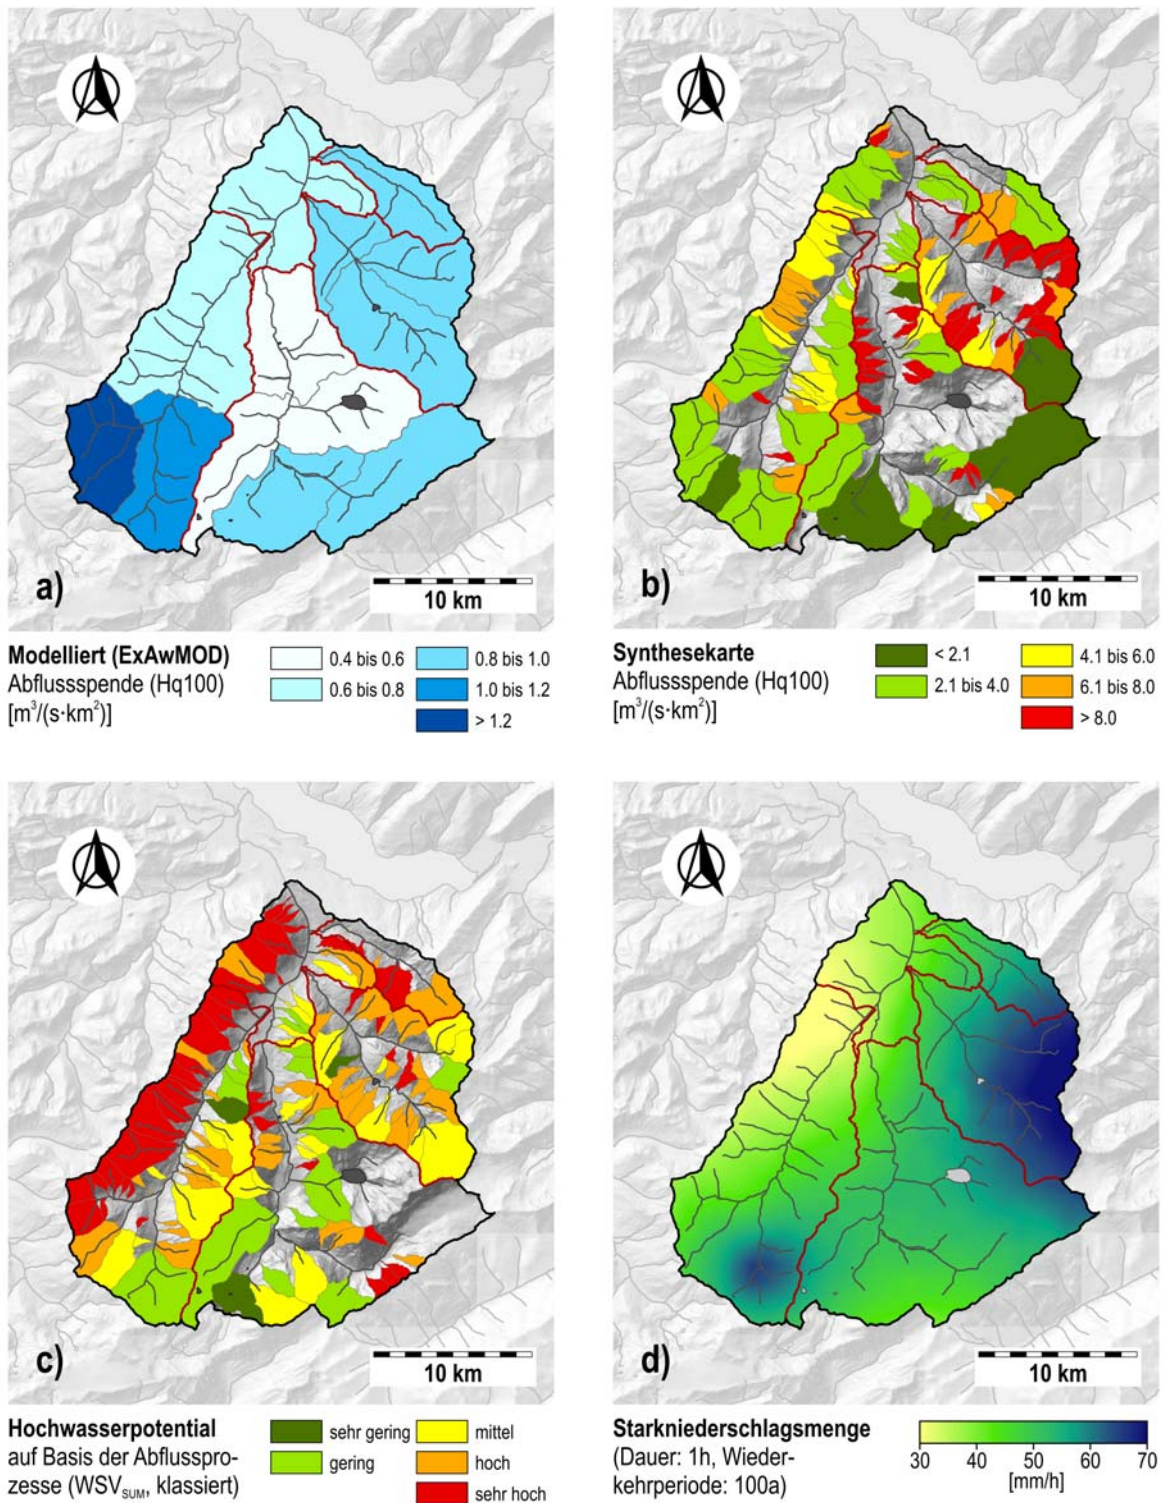 a)
10 km
Modelliert (ExAwMOD)
Abflussspende (Hq100)
[m³/(s·km²)]
0.4 bis 0.6
0.6 bis 0.8
0.8 bis 1.0
1.0 bis 1.2
> 1.2
b)
10 km
Synthesekarte
Abflussspende (Hq100)
[m³/(s·km²)]
< 2.1
2.1 bis 4.0
4.1 bis 6.0
6.1 bis 8.0
> 8.0
c)
10 km
Hochwasserpotential
auf Basis der Abflusspro-
zesse (WSV_SUM, klassiert)
sehr gering
gering
mittel
hoch
sehr hoch
d)
10 km
Starkniederschlagsmenge
(Dauer: 1h, Wieder-
kehrperiode: 100a)
30 40 50 60 70
[mm/h]